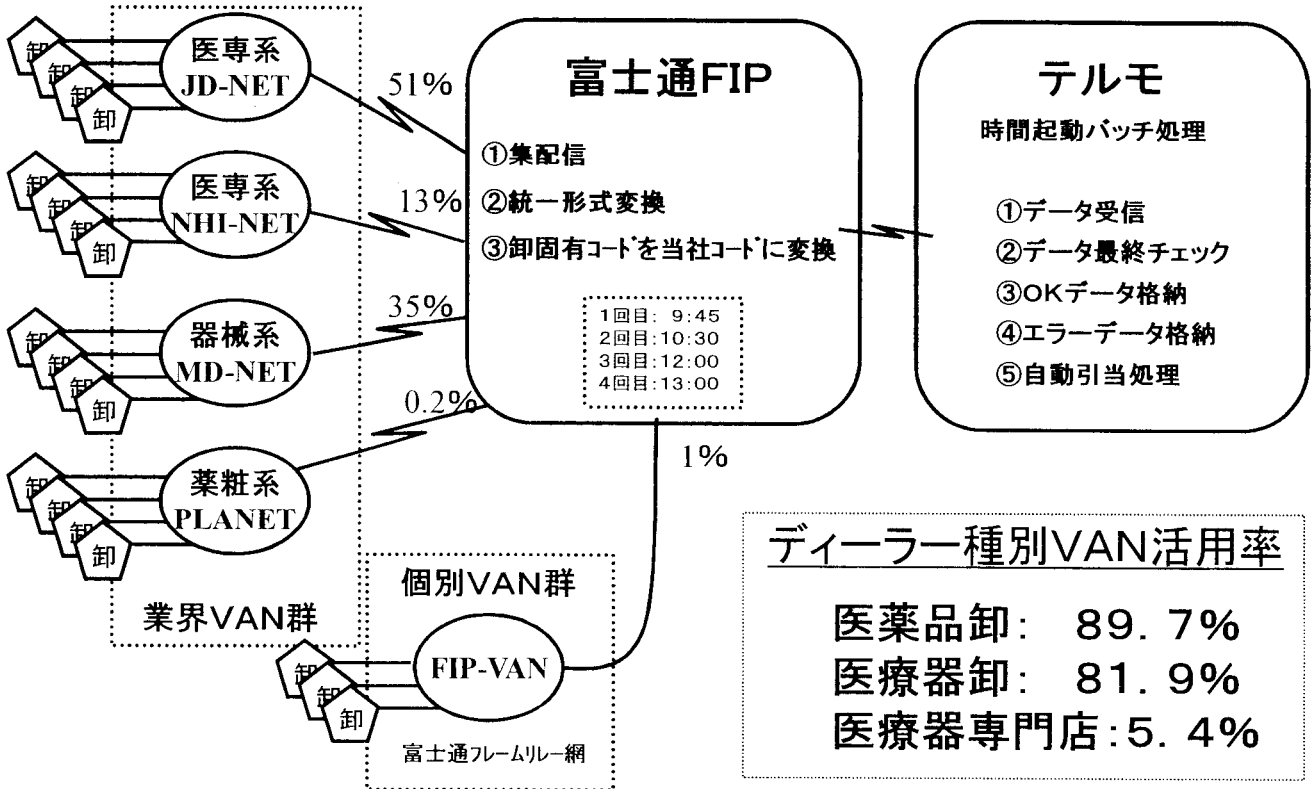 卸
卸
卸
卸
医専系
JD-NET
51%
卸
卸
卸
卸
医専系
NHI-NET
13%
卸
卸
卸
卸
器械系
MD-NET
35%
卸
卸
卸
卸
薬粧系
PLANET
0.2%
業界VAN群
富士通FIP
①集配信
②統一形式変換
③卸固有コードを当社コードに変換
1回目: 9:45
2回目:10:30
3回目:12:00
4回目:13:00
1%
テルモ
時間起動バッチ処理
①データ受信
②データ最終チェック
③OKデータ格納
④エラーデータ格納
⑤自動引当処理
個別VAN群
卸
卸
卸
FIP-VAN
富士通フレームリレー網
ディーラー種別VAN活用率
医薬品卸: 89.7%
医療器卸: 81.9%
医療器専門店:5.4%